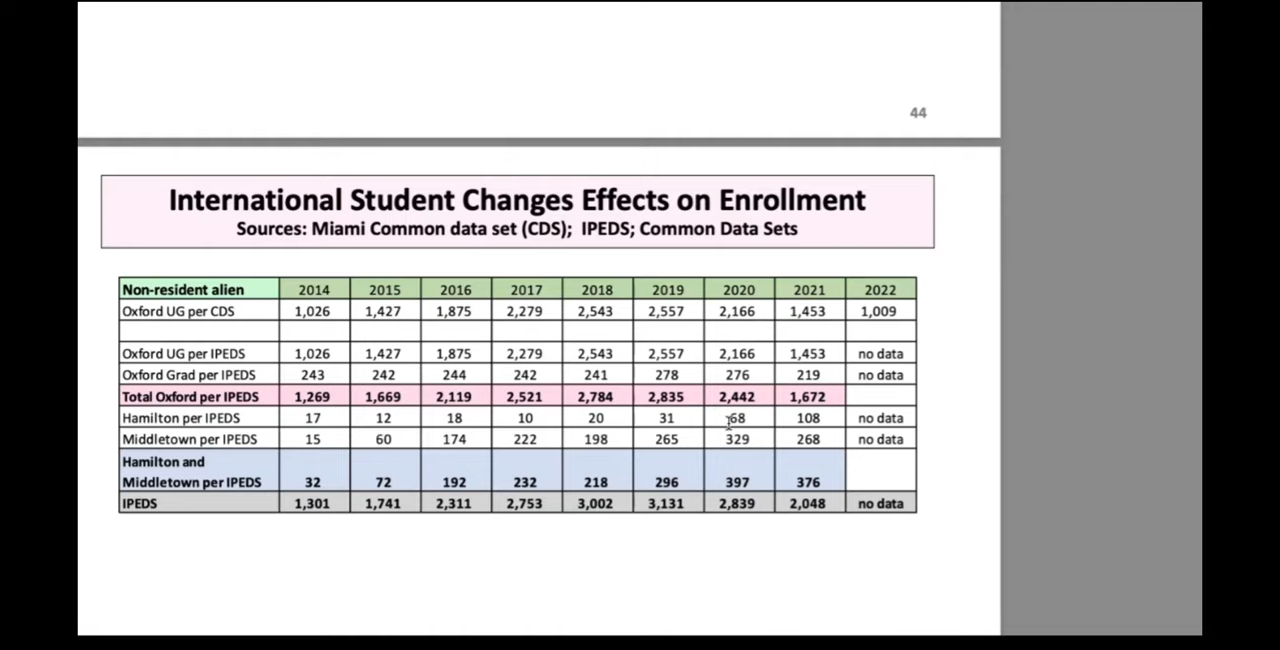 44
International Student Changes Effects on Enrollment
Sources: Miami Common data set (CDS); IPEDS; Common Data Sets
Non-resident alien 2014 2015 2016 2017 2018 2019 2020 2021 2022
Oxford UG per CDS 1,026 1,427 1,875 2,279 2,543 2,557 2,166 1,453 1,009
Oxford UG per IPEDS 1,026 1,427 1,875 2,279 2,543 2,557 2,166 1,453 no data
Oxford Grad per IPEDS 243 242 244 242 241 278 276 219 no data
Total Oxford per IPEDS 1,269 1,669 2,119 2,521 2,784 2,835 2,442 1,672
Hamilton per IPEDS 17 12 18 10 20 31 68 108 no data
Middletown per IPEDS 15 60 174 222 198 265 329 268 no data
Hamilton and
Middletown per IPEDS 32 72 192 232 218 296 397 376
IPEDS 1,301 1,741 2,311 2,753 3,002 3,131 2,839 2,048 no data